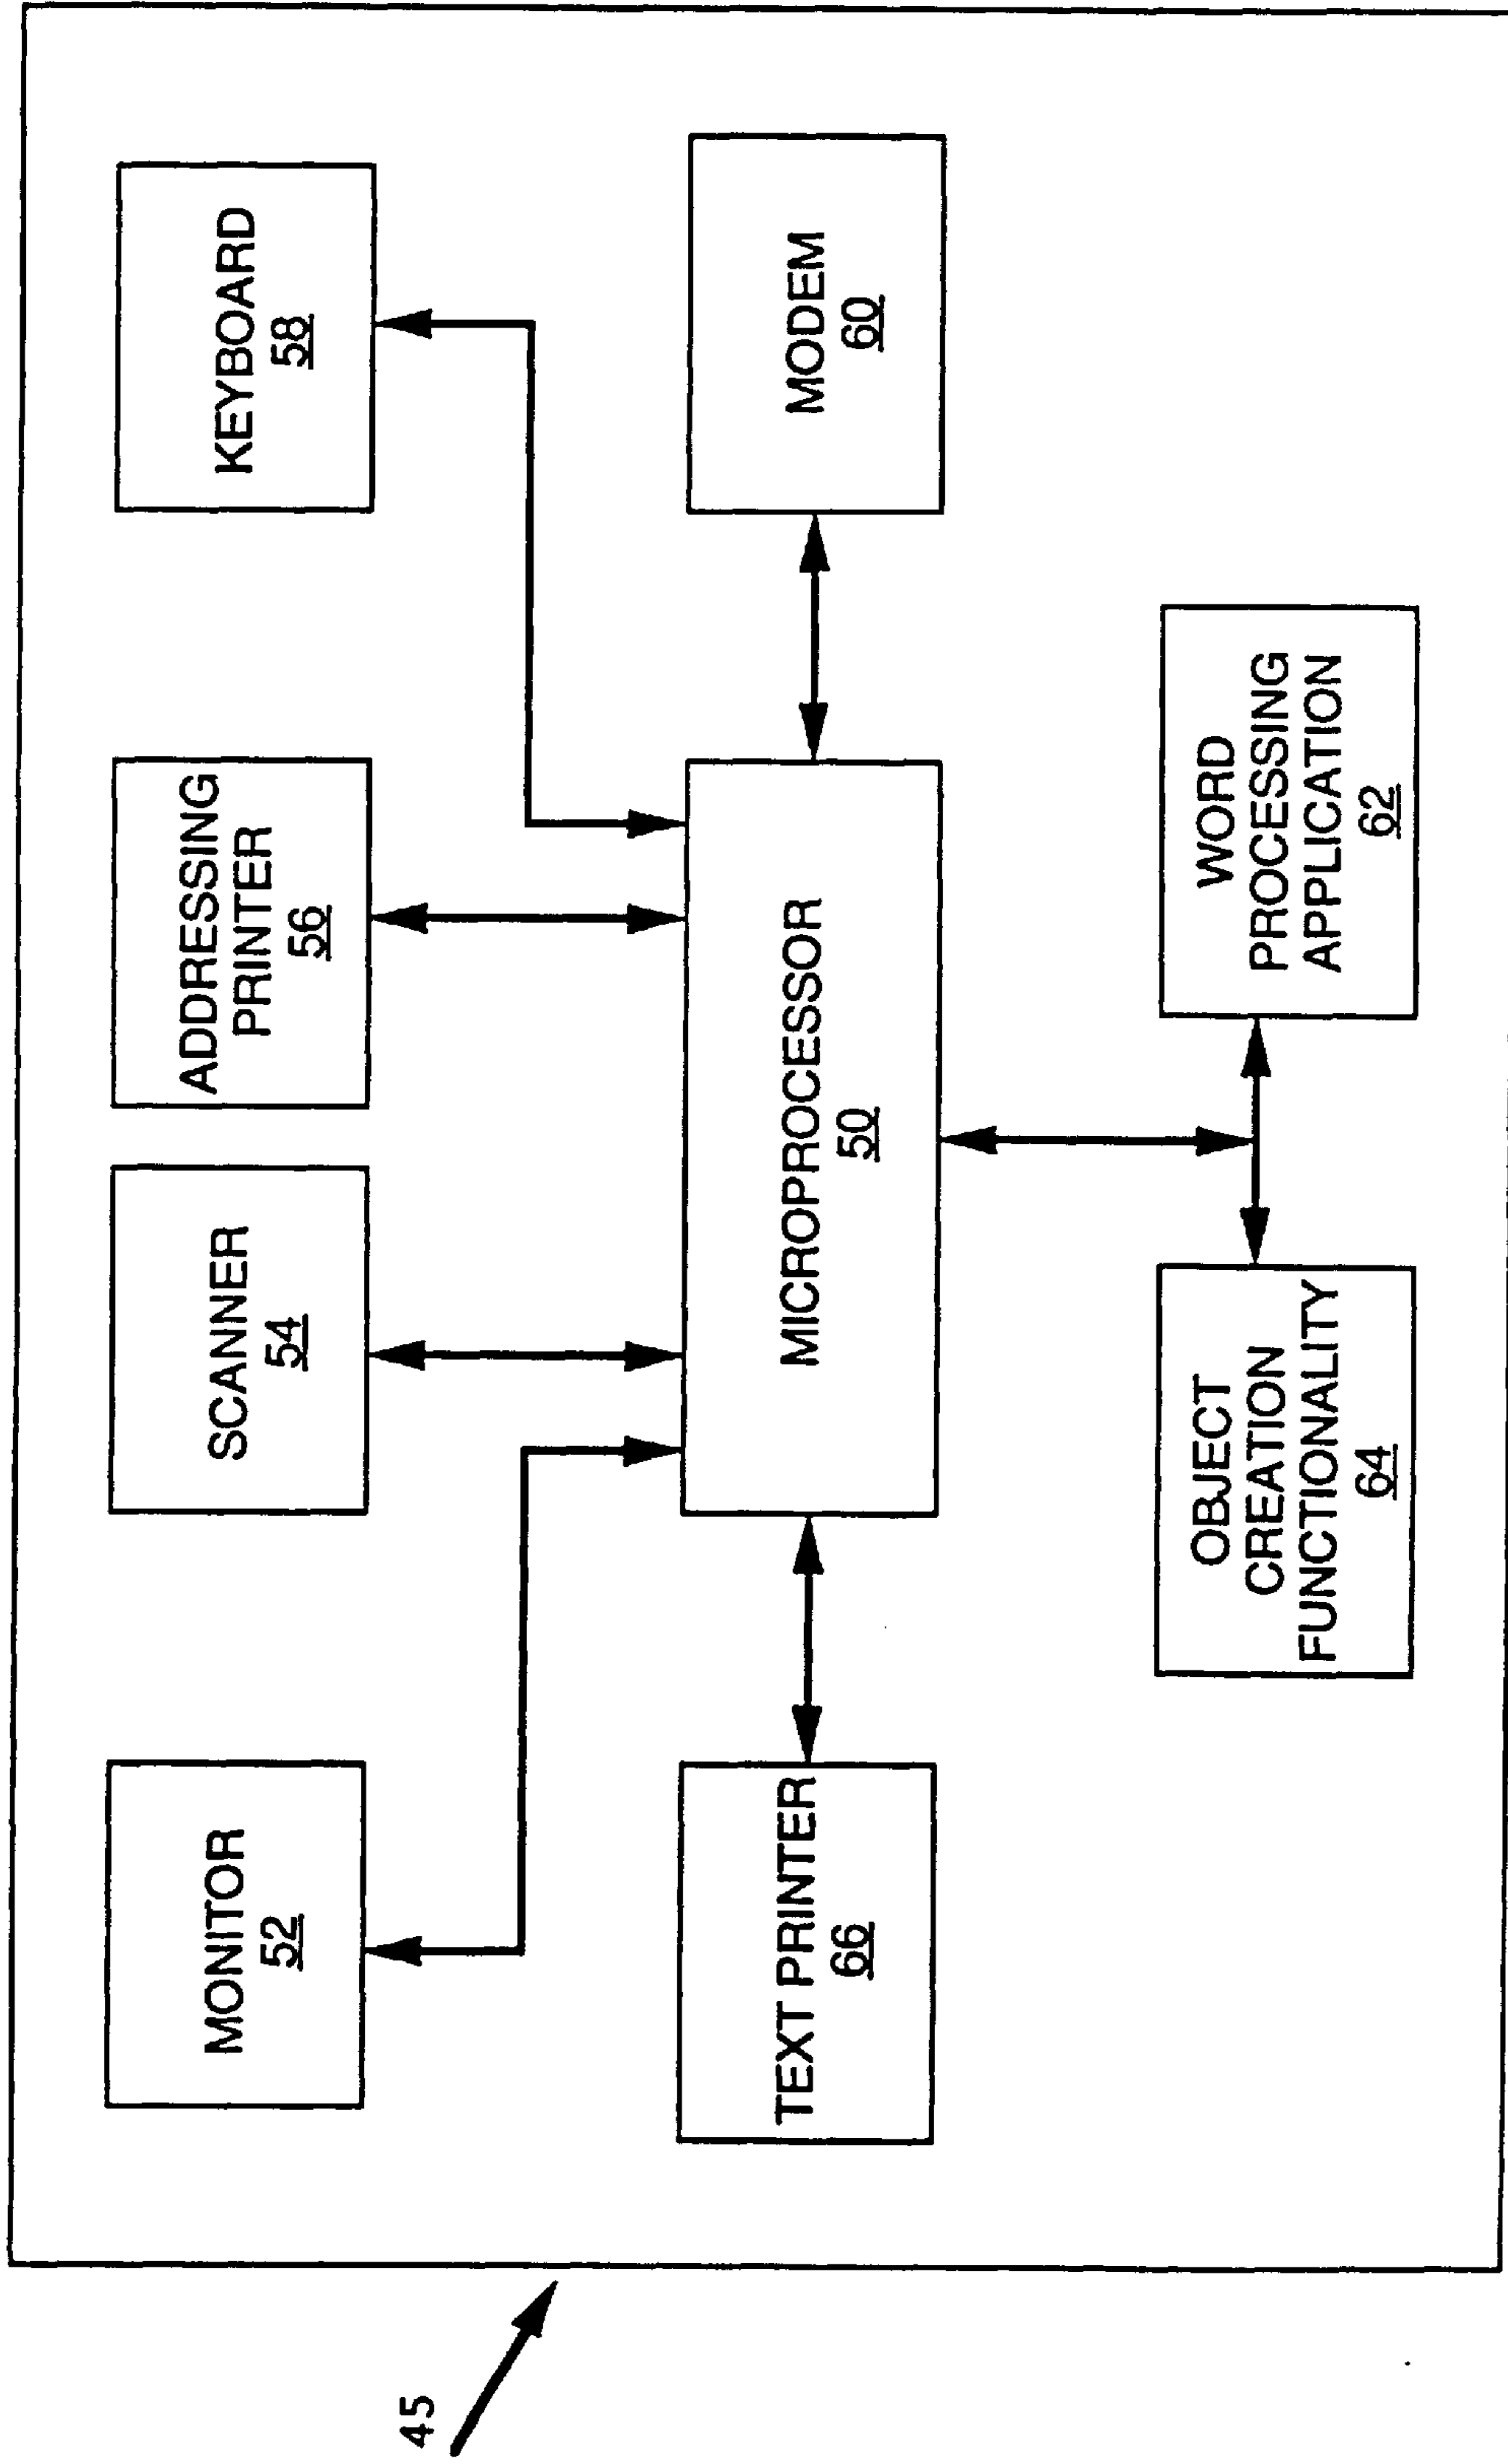 MONITOR
52
SCANNER
54
ADDRESSING
PRINTER
56
KEYBOARD
58
TEXT PRINTER
66
MICROPROCESSOR
50
MODEM
60
OBJECT
CREATION
FUNCTIONALITY
64
WORD
PROCESSING
APPLICATION
62
45